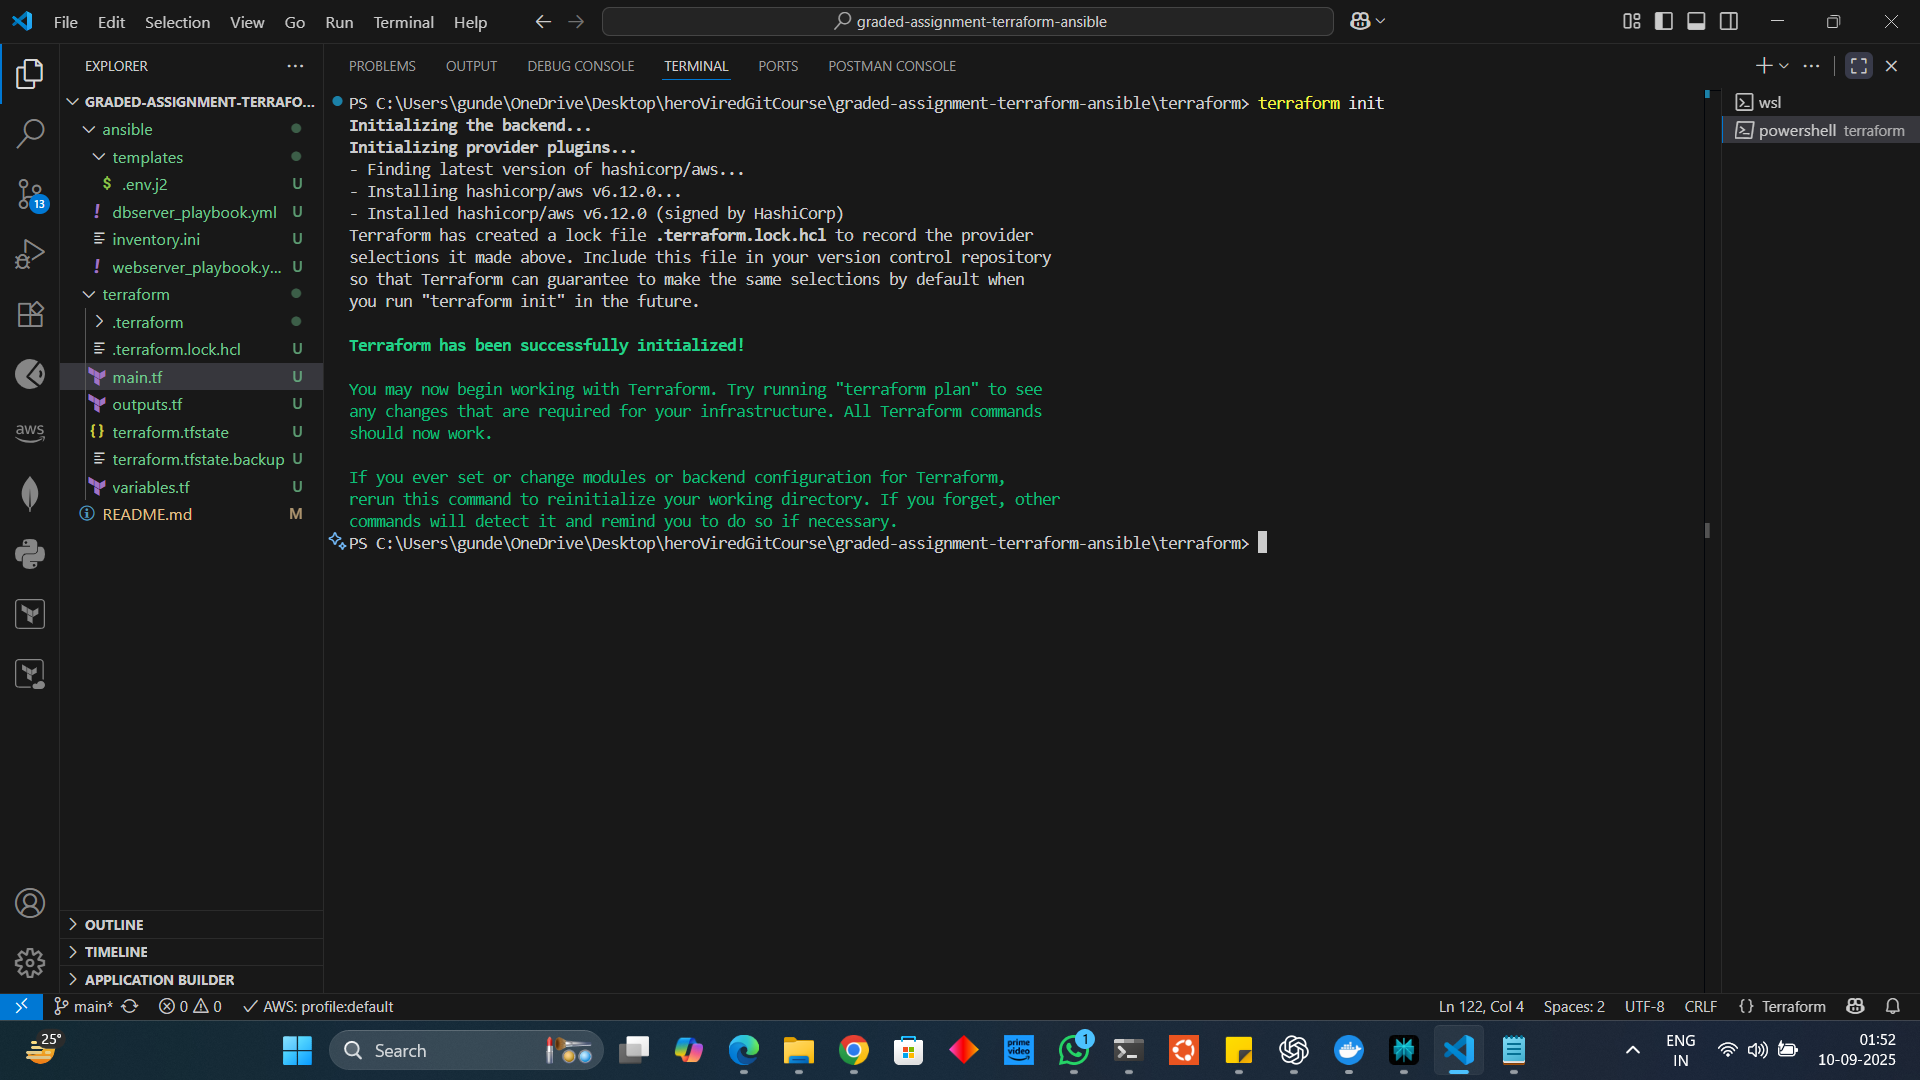 File Edit Selection View Go Run Terminal Help
graded-assignment-terraform-ansible
EXPLORER
GRADED-ASSIGNMENT-TERRAFO...
ansible
templates
$ .env.j2 U
! dbserver_playbook.yml U
inventory.ini U
! webserver_playbook.y... U
terraform
.terraform
.terraform.lock.hcl U
main.tf U
outputs.tf U
{} terraform.tfstate U
terraform.tfstate.backup U
variables.tf U
README.md M
13
aws
OUTLINE
TIMELINE
APPLICATION BUILDER
PROBLEMS OUTPUT DEBUG CONSOLE TERMINAL PORTS POSTMAN CONSOLE
PS C:\Users\gunde\OneDrive\Desktop\heroViredGitCourse\graded-assignment-terraform-ansible\terraform> terraform init
Initializing the backend...
Initializing provider plugins...
- Finding latest version of hashicorp/aws...
- Installing hashicorp/aws v6.12.0...
- Installed hashicorp/aws v6.12.0 (signed by HashiCorp)
Terraform has created a lock file .terraform.lock.hcl to record the provider
selections it made above. Include this file in your version control repository
so that Terraform can guarantee to make the same selections by default when
you run "terraform init" in the future.
Terraform has been successfully initialized!
You may now begin working with Terraform. Try running "terraform plan" to see
any changes that are required for your infrastructure. All Terraform commands
should now work.
If you ever set or change modules or backend configuration for Terraform,
rerun this command to reinitialize your working directory. If you forget, other
commands will detect it and remind you to do so if necessary.
PS C:\Users\gunde\OneDrive\Desktop\heroViredGitCourse\graded-assignment-terraform-ansible\terraform>
wsl
powershell terraform
main* 0 0 AWS: profile:default
Ln 122, Col 4 Spaces: 2 UTF-8 CRLF {} Terraform
25°
Search
prime video
1
ENG
IN
01:52
10-09-2025